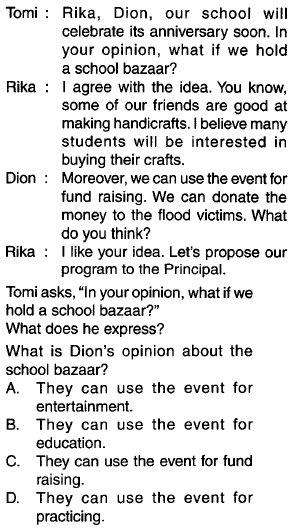 Tomi : Rika, Dion, our school will
celebrate its anniversary soon. In
your opinion, what if we hold
a school bazaar?
Rika : I agree with the idea. You know,
some of our friends are good at
making handicrafts. I believe many
students will be interested in
buying their crafts.
Dion : Moreover, we can use the event for
fund raising. We can donate the
money to the flood victims. What
do you think?
Rika : I like your idea. Let's propose our
program to the Principal.
Tomi asks, "In your opinion, what if we
hold a school bazaar?"
What does he express?
What is Dion's opinion about the
school bazaar?
A. They can use the event for
entertainment.
B. They can use the event for
education.
C. They can use the event for fund
raising.
D. They can use the event for
practicing.